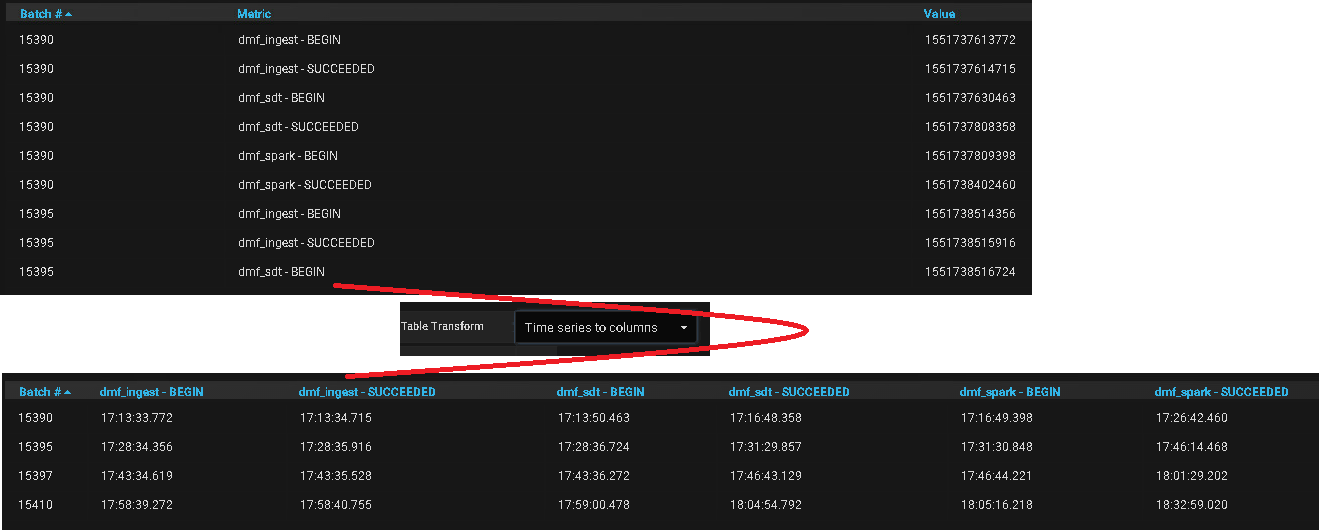 Batch # Metric Value
15390 dmf_ingest - BEGIN 1551737613772
15390 dmf_ingest - SUCCEEDED 1551737614715
15390 dmf_sdt - BEGIN 1551737630463
15390 dmf_sdt - SUCCEEDED 1551737808358
15390 dmf_spark - BEGIN 1551737809398
15390 dmf_spark - SUCCEEDED 1551738402460
15395 dmf_ingest - BEGIN 1551738514356
15395 dmf_ingest - SUCCEEDED 1551738515916
15395 dmf_sdt - BEGIN 1551738516724
Table Transform Time series to columns
Batch # dmf_ingest - BEGIN dmf_ingest - SUCCEEDED dmf_sdt - BEGIN dmf_sdt - SUCCEEDED dmf_spark - BEGIN dmf_spark - SUCCEEDED
15390 17:13:33.772 17:13:34.715 17:13:50.463 17:16:48.358 17:16:49.398 17:26:42.460
15395 17:28:34.356 17:28:35.916 17:28:36.724 17:31:29.857 17:31:30.848 17:46:14.468
15397 17:43:34.619 17:43:35.528 17:43:36.272 17:46:43.129 17:46:44.221 18:01:29.202
15410 17:58:39.272 17:58:40.755 17:59:00.478 18:04:54.792 18:05:16.218 18:32:59.020